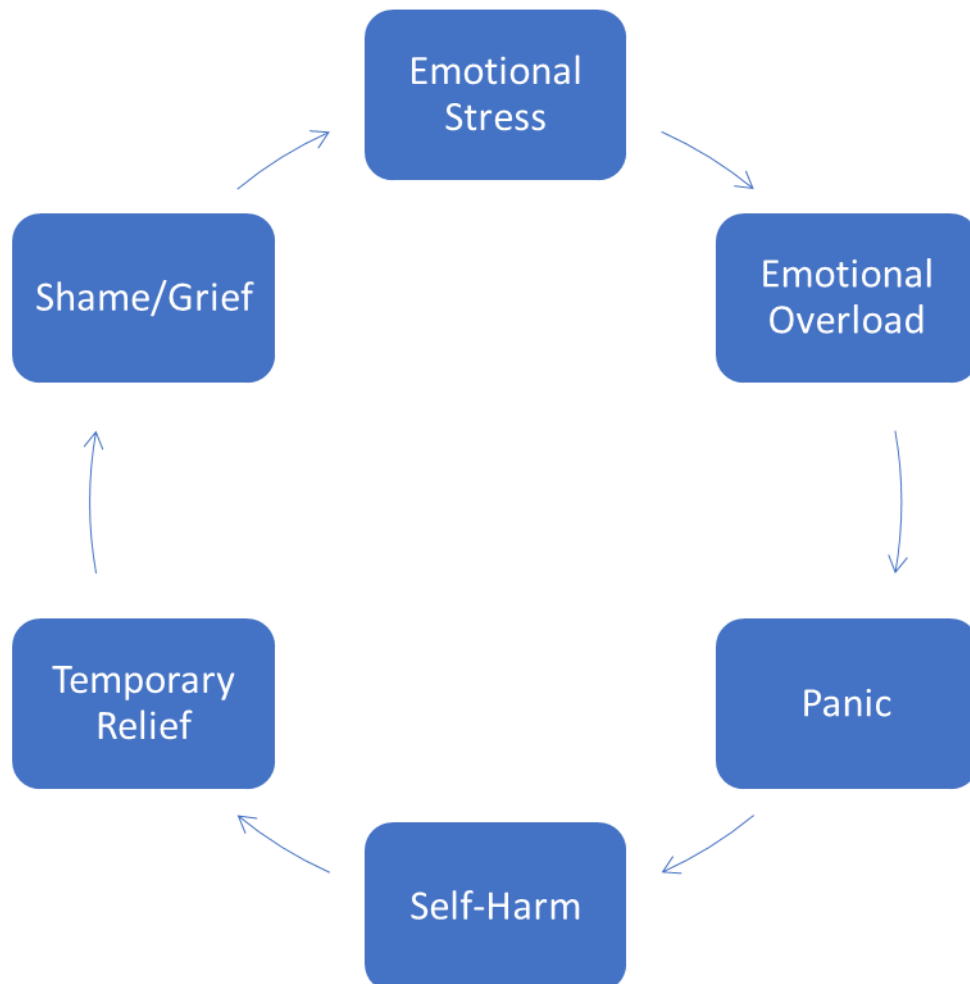 Emotional
Stress
Emotional
Overload
Panic
Self-Harm
Temporary
Relief
Shame/Grief